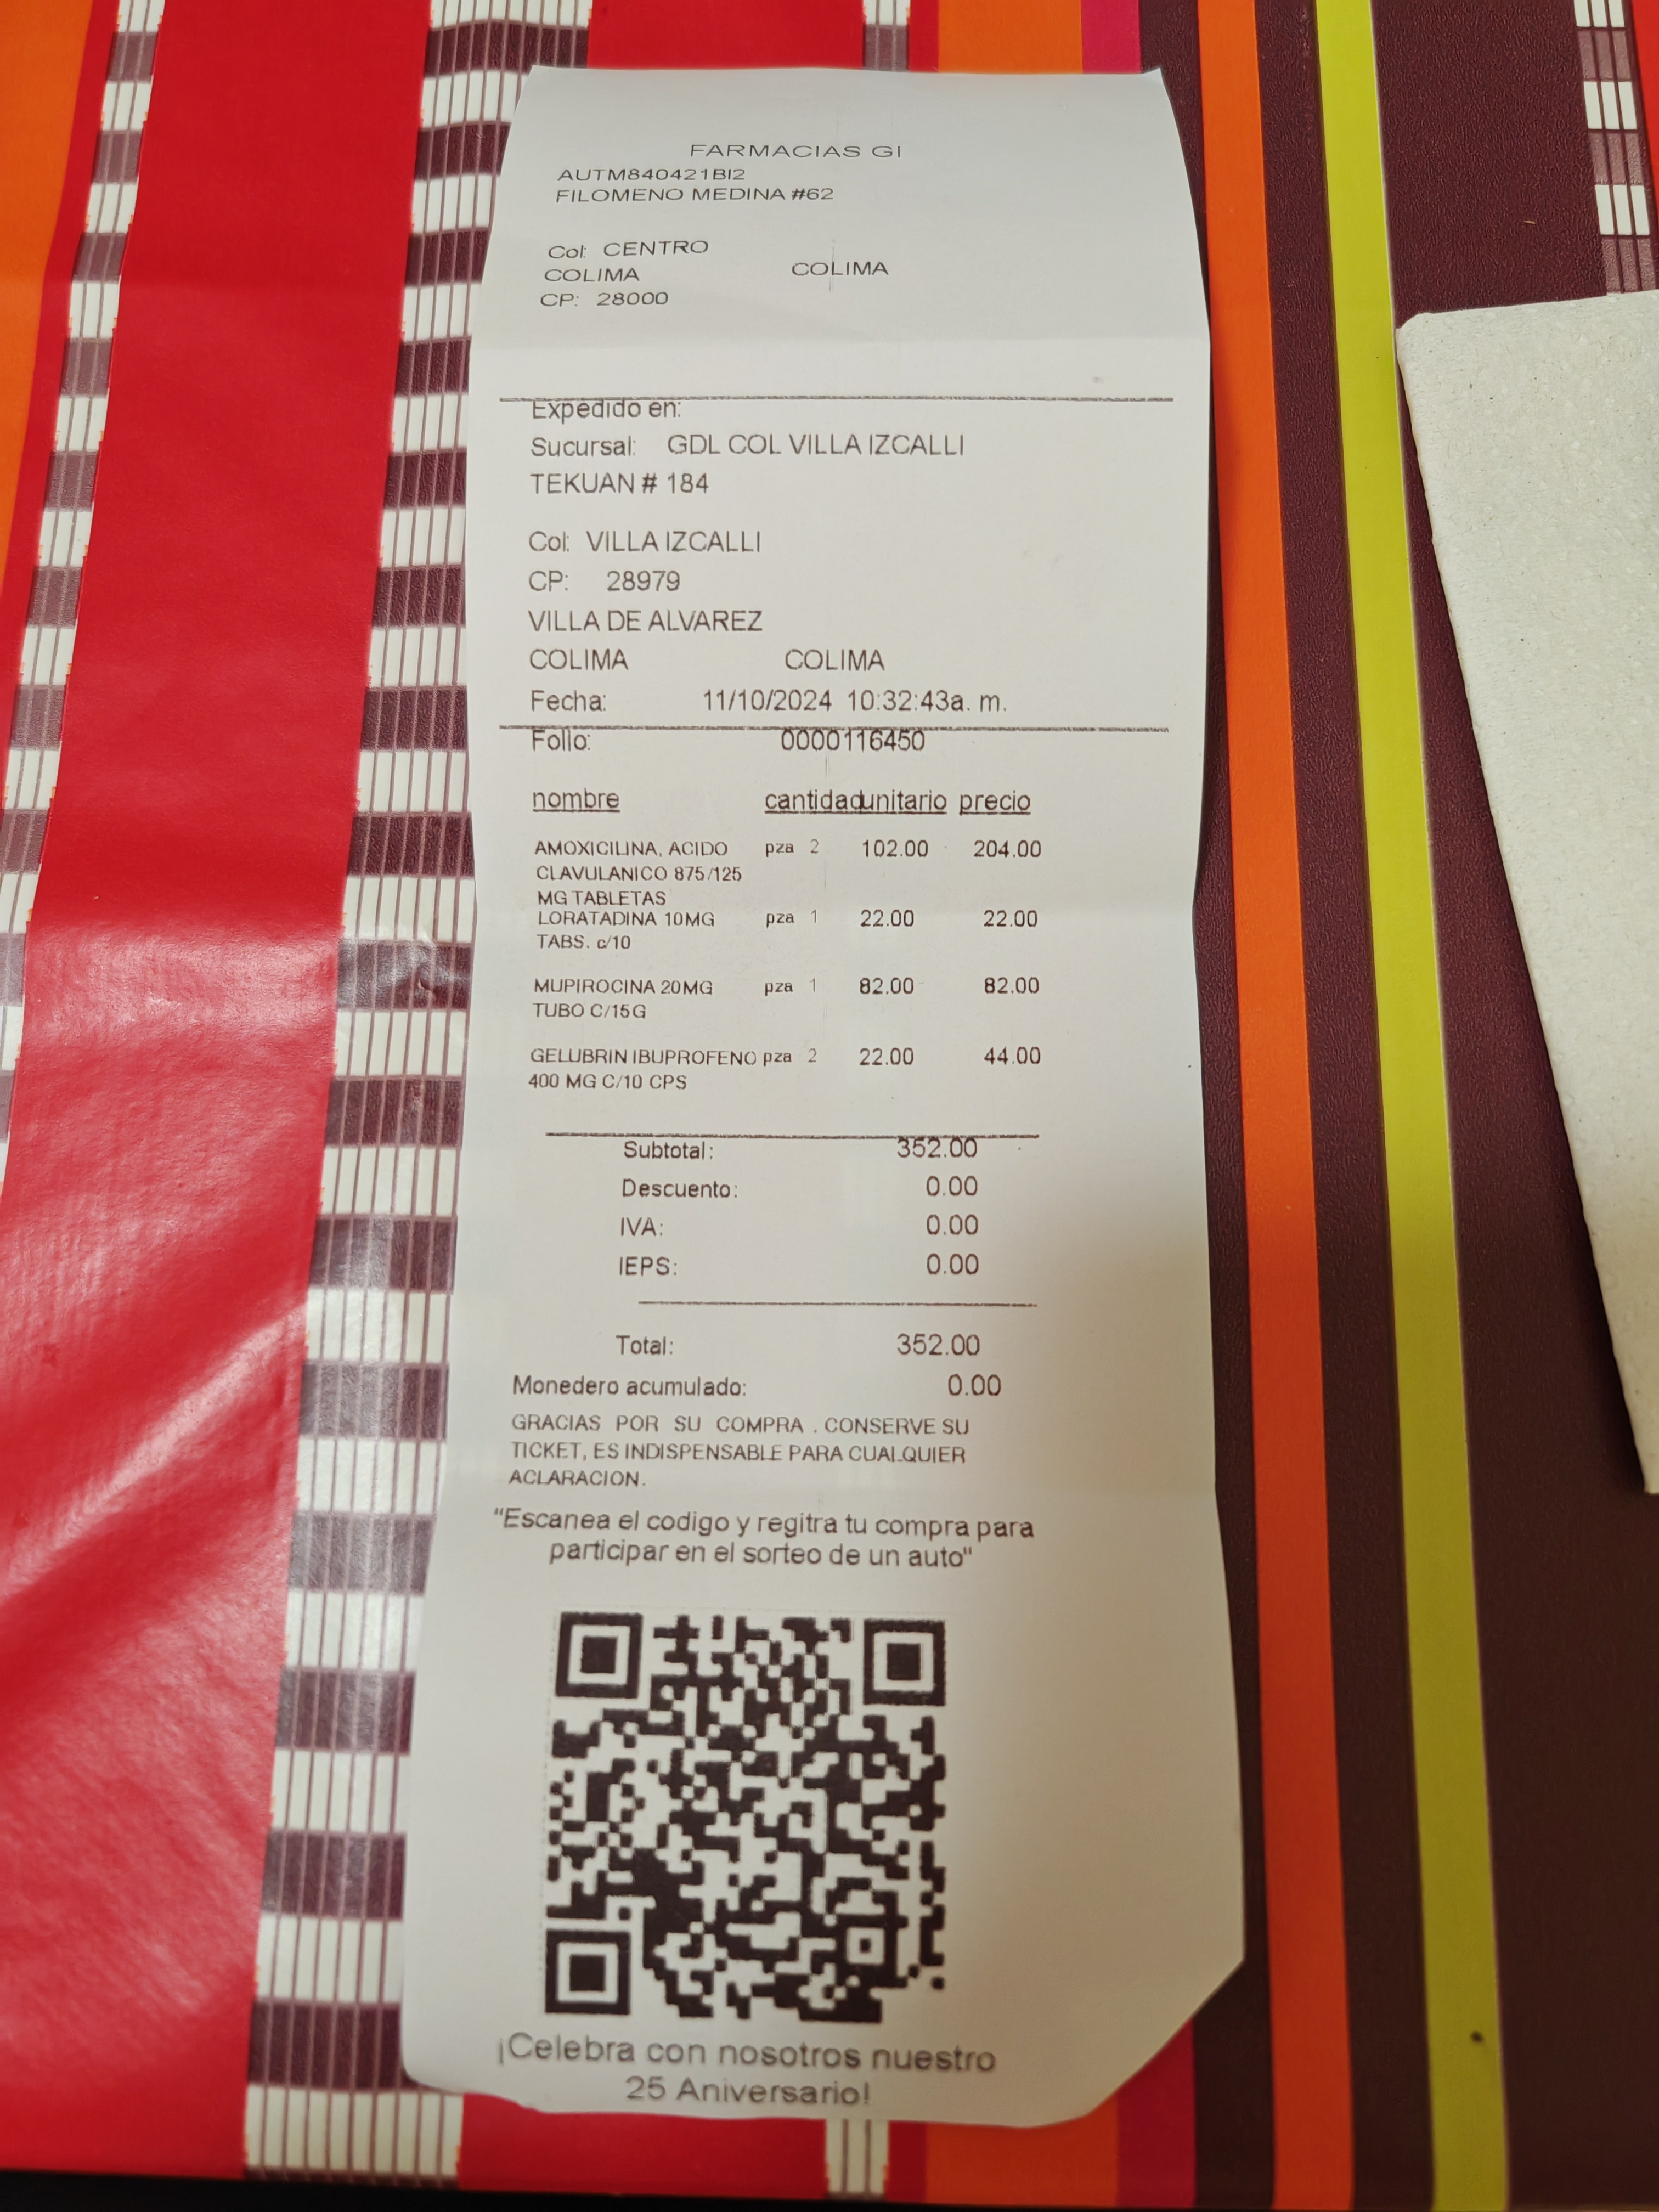 FARMACIAS GI
AUTM840421BI2
FILOMENO MEDINA #62
Col: CENTRO
COLIMA COLIMA
CP: 28000
Expedido en:
Sucursal: GDL COL VILLA IZCALLI
TEKUAN # 184
Col: VILLA IZCALLI
CP: 28979
VILLA DE ALVAREZ
COLIMA COLIMA
Fecha: 11/10/2024 10:32:43a. m.
Folio: 0000116450
nombre cantidad unitario precio
AMOXICILINA, ACIDO pza 2 102.00 204.00
CLAVULANICO 875/125
MG TABLETAS
LORATADINA 10MG pza 1 22.00 22.00
TABS. c/10
MUPIROCINA 20MG pza 1 82.00 82.00
TUBO C/15G
GELUBRIN IBUPROFENO pza 2 22.00 44.00
400 MG C/10 CPS
Subtotal: 352.00
Descuento: 0.00
IVA: 0.00
IEPS: 0.00
Total: 352.00
Monedero acumulado: 0.00
GRACIAS POR SU COMPRA . CONSERVE SU
TICKET, ES INDISPENSABLE PARA CUALQUIER
ACLARACION.
"Escanea el codigo y regitra tu compra para
participar en el sorteo de un auto"
¡Celebra con nosotros nuestro
25 Aniversario!